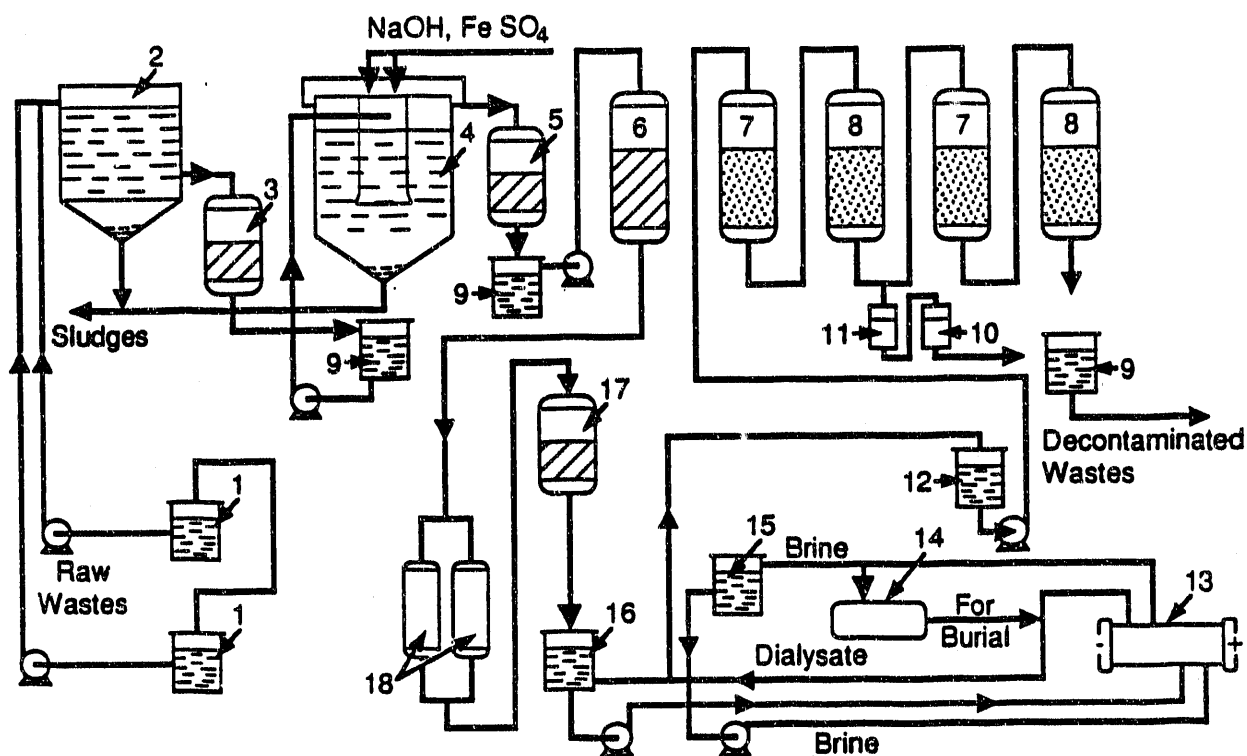 NaOH, Fe SO4
2
3
4
5
6
7
8
7
8
9
Sludges
9
11
10
9
Decontaminated
Wastes
17
12
1
Raw
Wastes
1
15
Brine
14
For
Burial
13
16
18
Dialysate
Brine
-
+